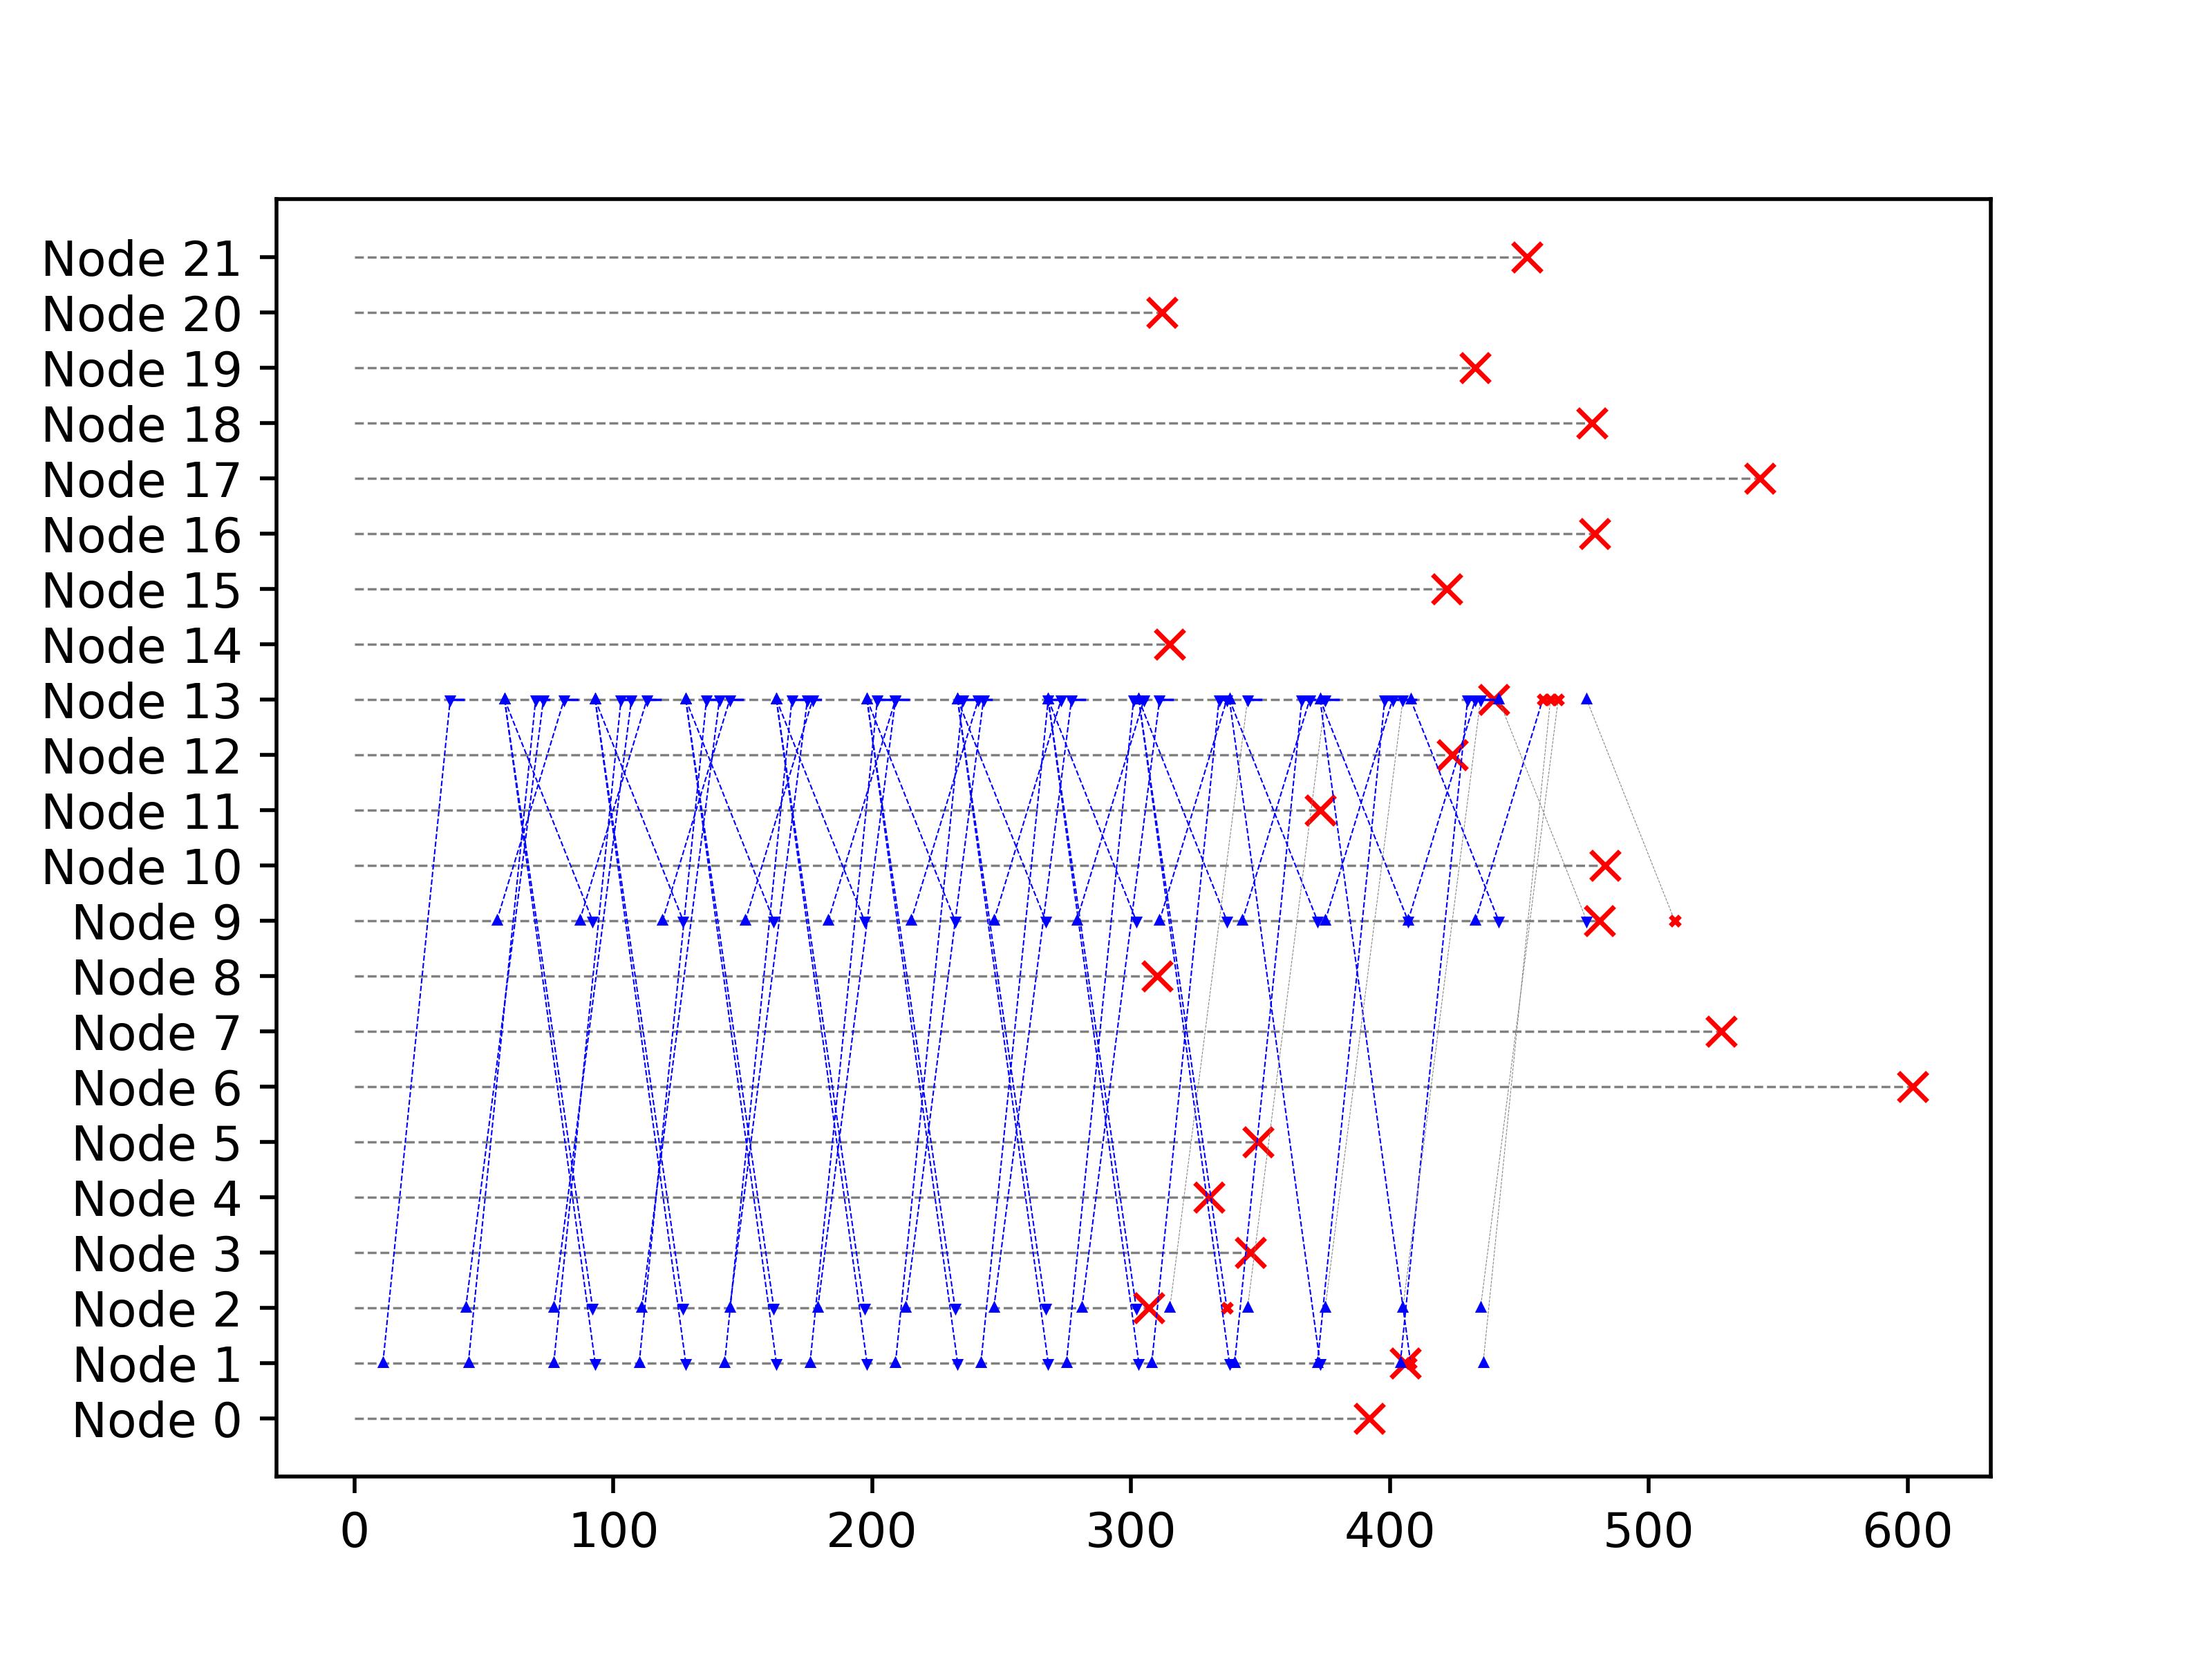 Node 21
Node 20
Node 19
Node 18
Node 17
Node 16
Node 15
Node 14
Node 13
Node 12
Node 11
Node 10
Node 9
Node 8
Node 7
Node 6
Node 5
Node 4
Node 3
Node 2
Node 1
Node 0
0 100 200 300 400 500 600